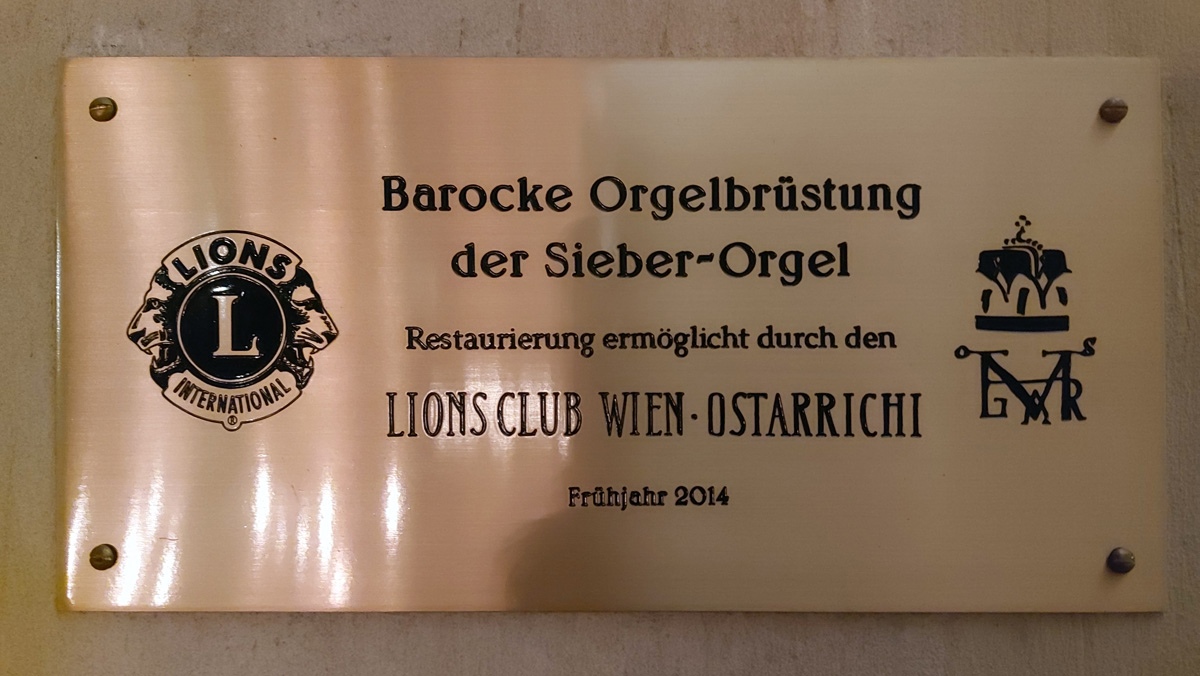 LIONS
L
INTERNATIONAL
®
Barocke Orgelbrüstung
der Sieber-Orgel
Restaurierung ermöglicht durch den
LIONS CLUB WIEN · OSTARRICHI
Frühjahr 2014